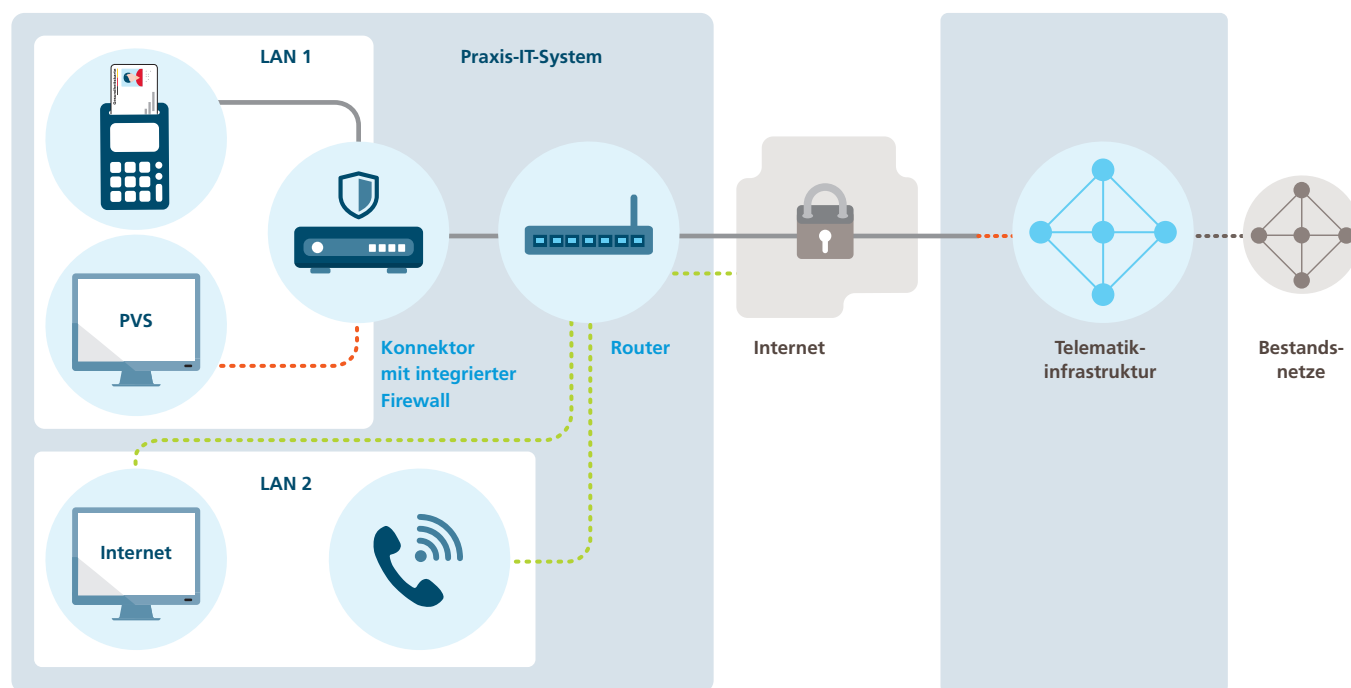 LAN 1
Praxis-IT-System
PVS
Konnektor
mit integrierter
Firewall
Router
Internet
Telematik-
infrastruktur
Bestands-
netze
LAN 2
Internet